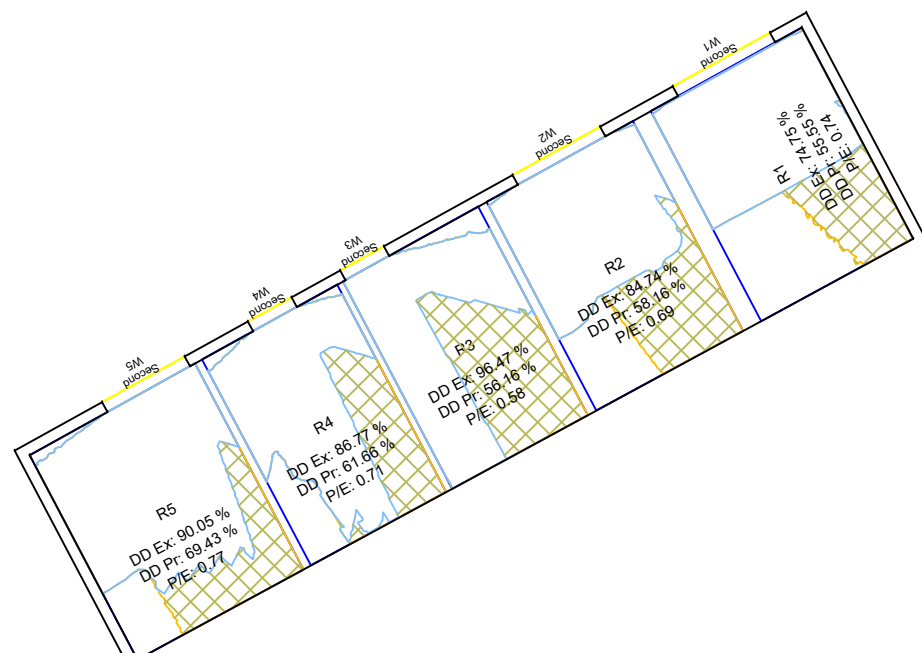 W1
Second
W2
Second
W3
Second
W4
Second
W5
Second
R1
DD Ex: 74.75 %
DD Pr: 55.55 %
P/E: 0.74
R2
DD Ex: 84.74 %
DD Pr: 58.16 %
P/E: 0.69
R3
DD Ex: 96.47 %
DD Pr: 56.16 %
P/E: 0.58
R4
DD Ex: 86.77 %
DD Pr: 61.66 %
P/E: 0.71
R5
DD Ex: 90.05 %
DD Pr: 69.43 %
P/E: 0.77